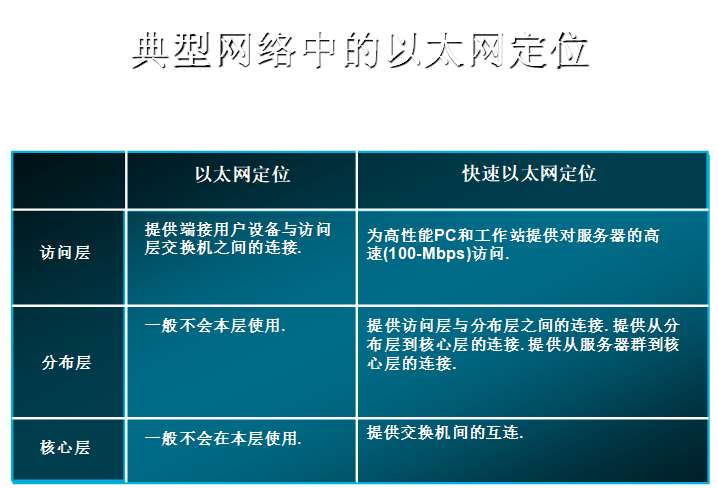 典型网络中的以太网定位
以太网定位
快速以太网定位
访问层
提供端接用户设备与访问
层交换机之间的连接.
为高性能PC和工作站提供对服务器的高
速(100-Mbps)访问.
分布层
一般不会本层使用.
提供访问层与分布层之间的连接. 提供从分
布层到核心层的连接. 提供从服务器群到核
心层的连接.
核心层
一般不会在本层使用.
提供交换机间的互连.